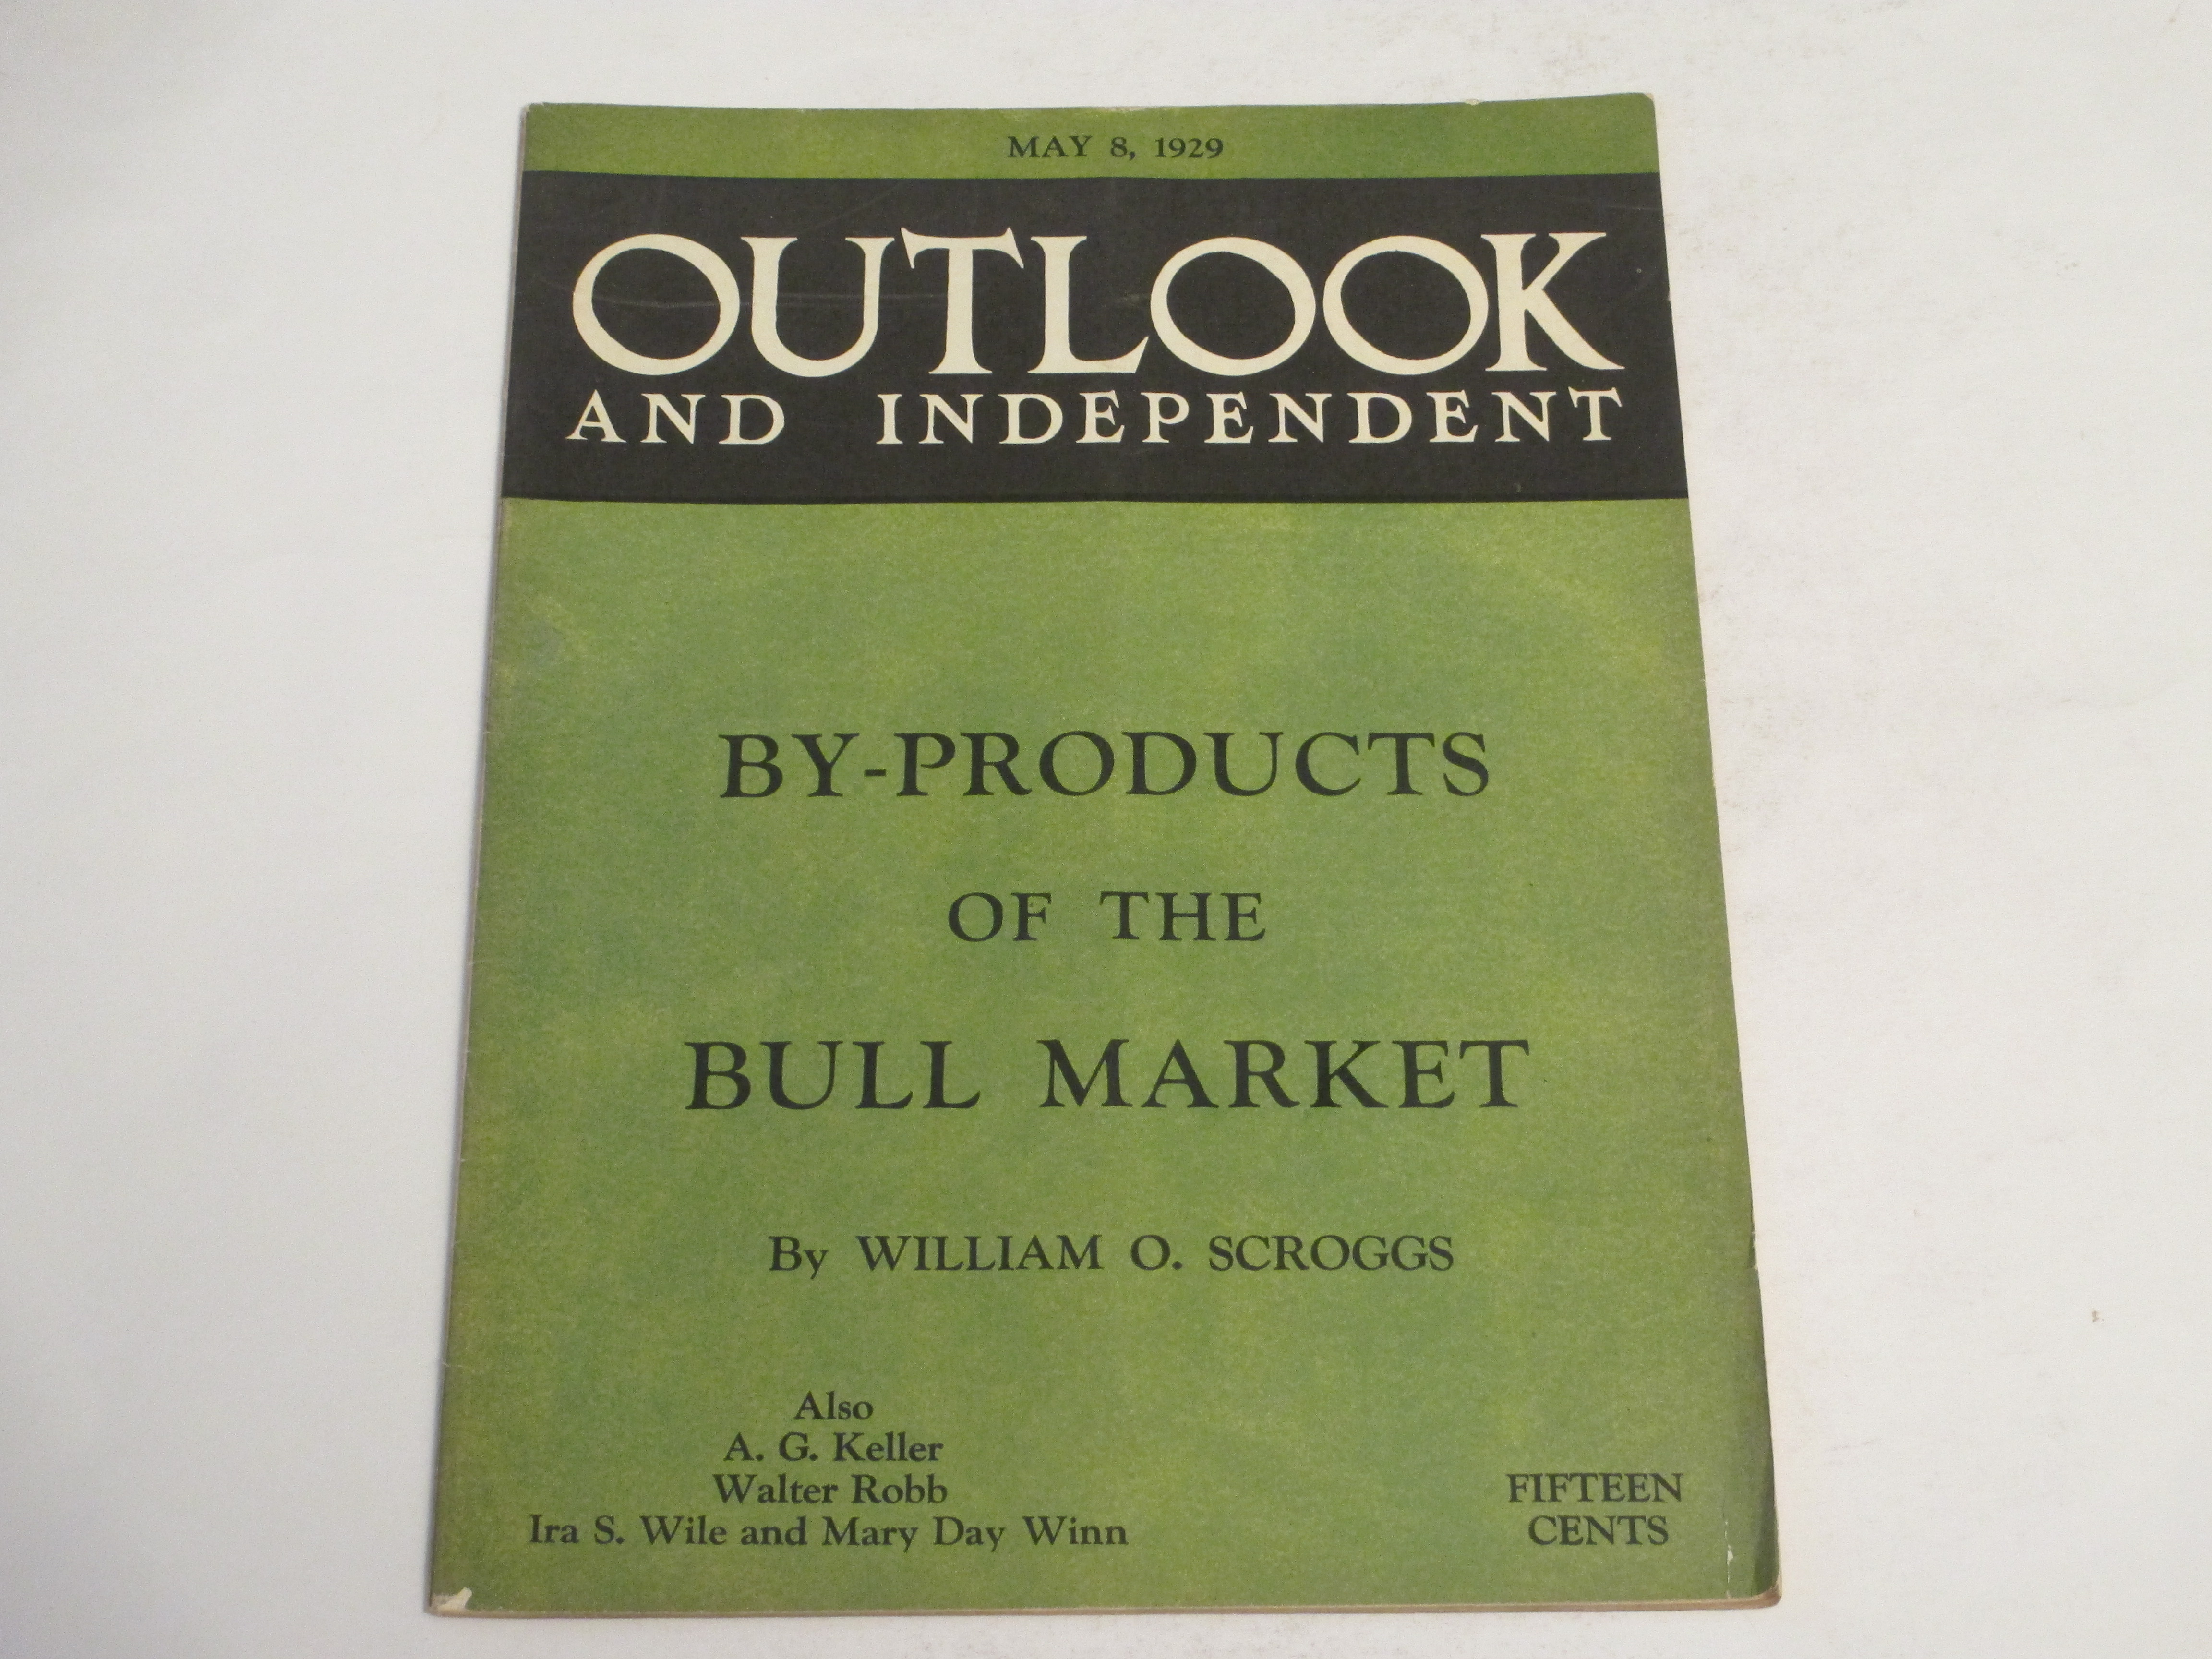 MAY 8, 1929
OUTLOOK
AND INDEPENDENT
BY-PRODUCTS
OF THE
BULL MARKET
By WILLIAM O. SCROGGS
Also
A. G. Keller
Walter Robb
Ira S. Wile and Mary Day Winn
FIFTEEN
CENTS